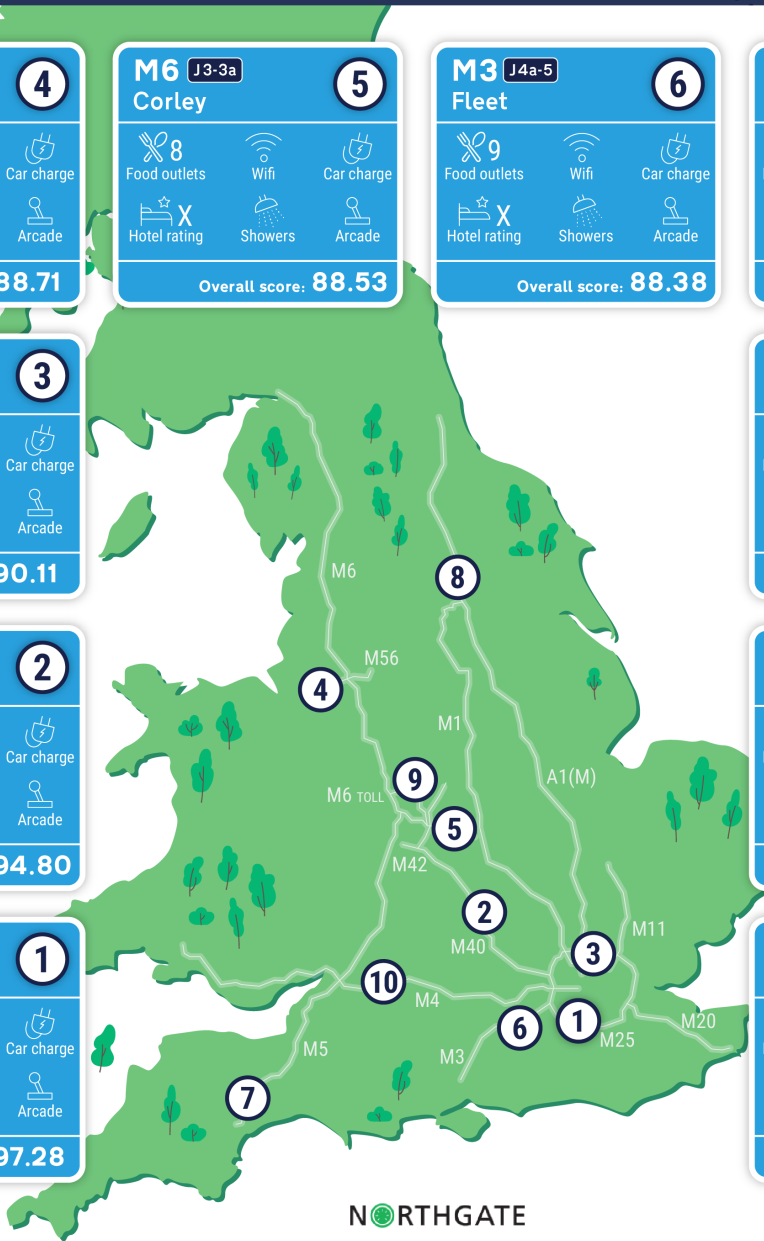 4
Car charge
Arcade
88.71
M6 J3-3a
5
Corley
8
Food outlets Wifi Car charge
X
Hotel rating Showers Arcade
Overall score: 88.53
M3 J4a-5
6
Fleet
9
Food outlets Wifi Car charge
X
Hotel rating Showers Arcade
Overall score: 88.38
3
Car charge
Arcade
90.11
2
Car charge
Arcade
94.80
1
Car charge
Arcade
97.28
M6
8
M56
4
M1
9
A1(M)
M6 TOLL
5
M42
2
M11
M40
3
10
M4
6
1
M20
M25
M5
M3
7
NORTHGATE